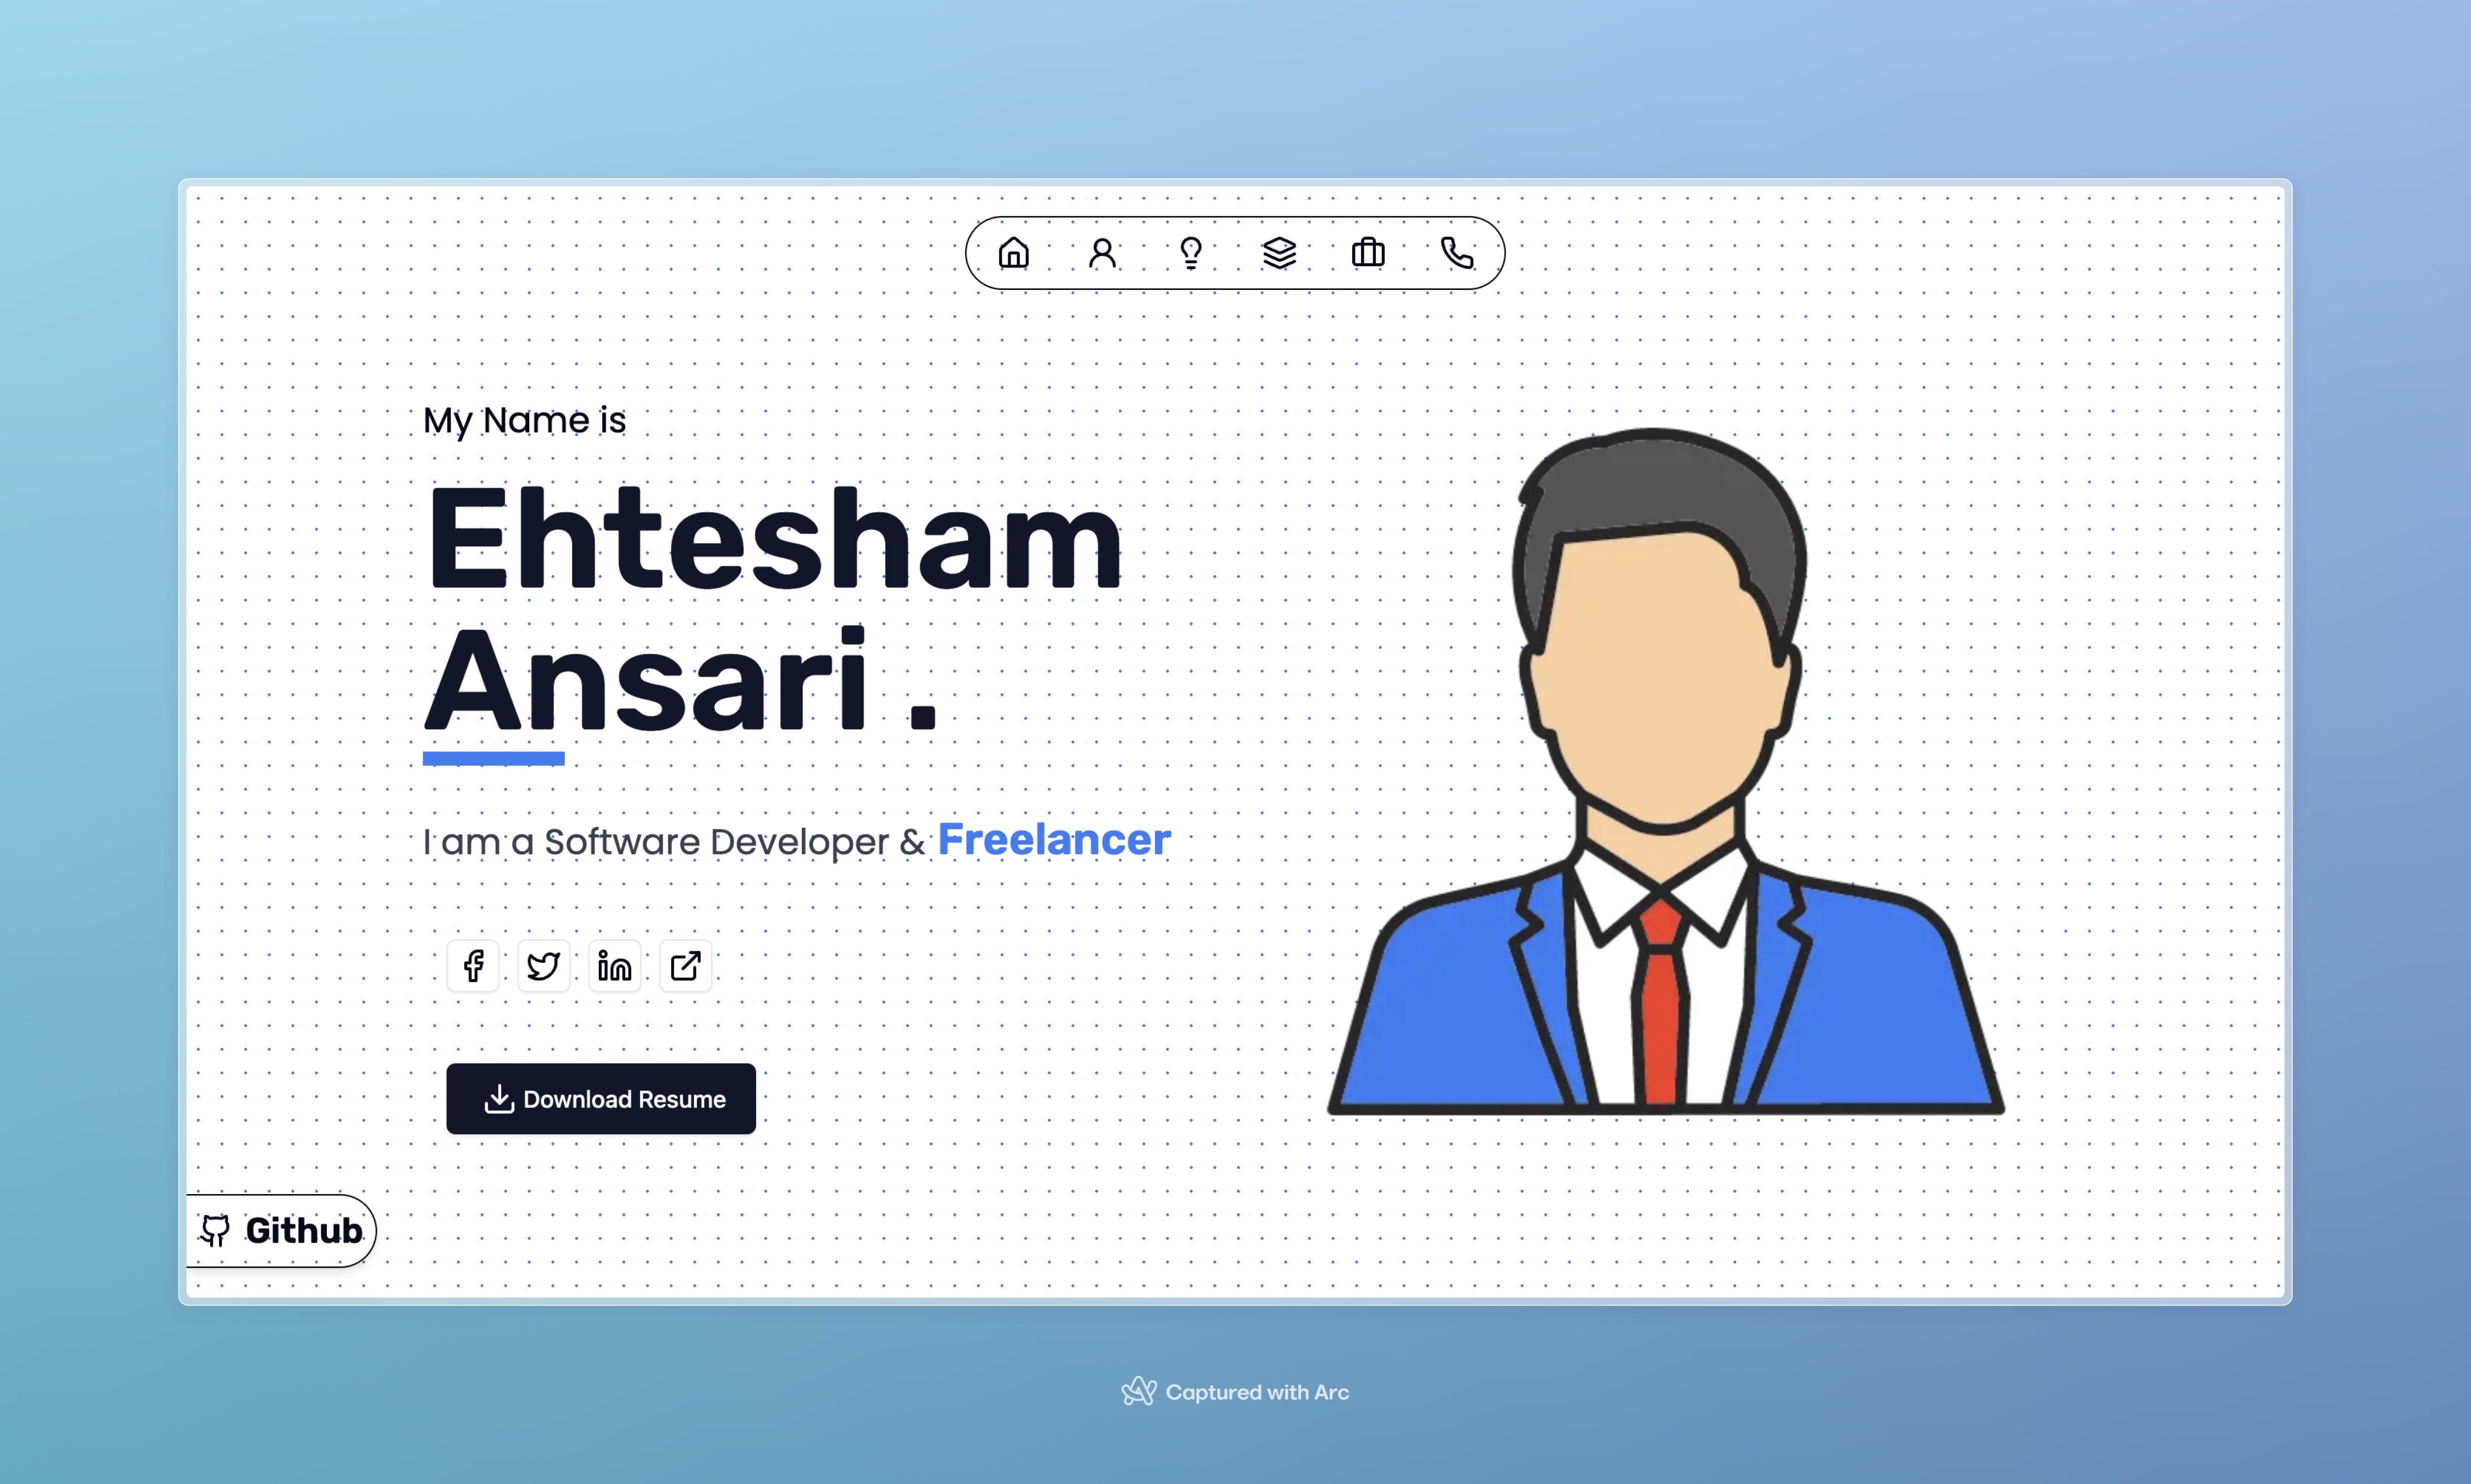 My Name is
Ehtesham
Ansari .
I am a Software Developer & Freelancer
Download Resume
Github
Captured with Arc